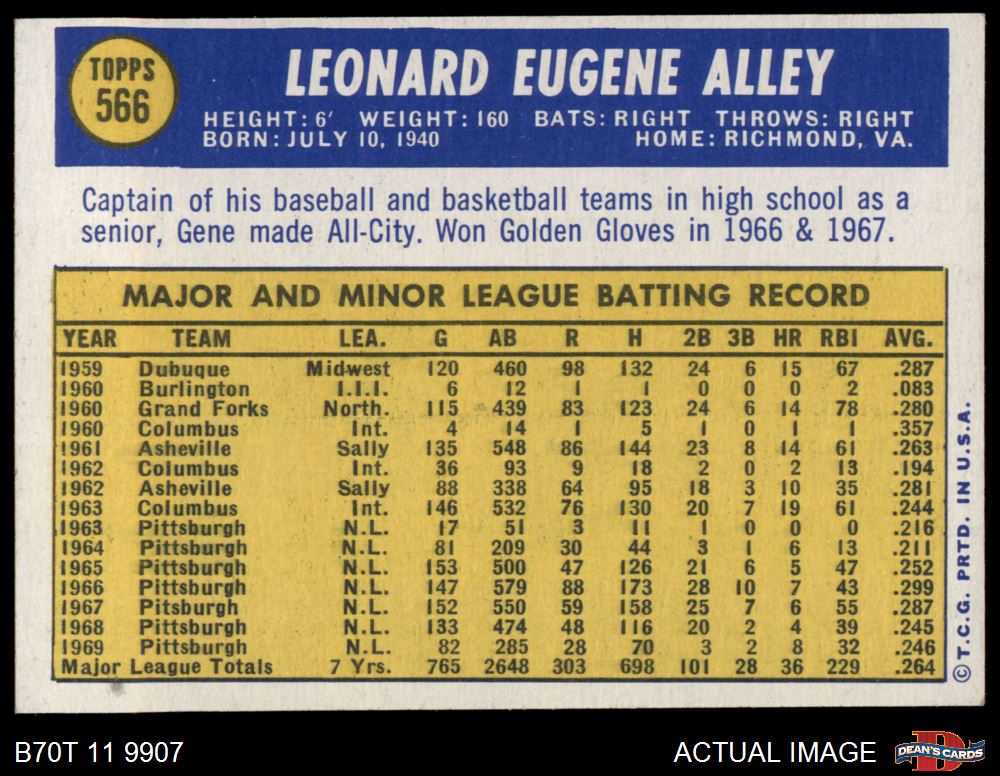 TOPPS
566
LEONARD EUGENE ALLEY
HEIGHT: 6' WEIGHT: 160 BATS: RIGHT THROWS: RIGHT
BORN: JULY 10, 1940 HOME: RICHMOND, VA.
Captain of his baseball and basketball teams in high school as a
senior, Gene made All-City. Won Golden Gloves in 1966 & 1967.
MAJOR AND MINOR LEAGUE BATTING RECORD
YEAR TEAM LEA. G AB R H 2B 3B HR RBI AVG.
1959 Dubuque Midwest 120 460 98 132 24 6 15 67 .287
1960 Burlington I.I.I. 6 12 1 1 0 0 0 2 .083
1960 Grand Forks North. 115 439 83 123 24 6 14 78 .280
1960 Columbus Int. 4 14 1 5 1 0 1 1 .357
1961 Asheville Sally 135 548 86 144 23 8 14 61 .263
1962 Columbus Int. 36 93 9 18 2 0 2 13 .194
1962 Asheville Sally 88 338 64 95 18 3 10 35 .281
1963 Columbus Int. 146 532 76 130 20 7 19 61 .244
1963 Pittsburgh N.L. 17 51 3 11 1 0 0 0 .216
1964 Pittsburgh N.L. 81 209 30 44 3 1 6 13 .211
1965 Pittsburgh N.L. 153 500 47 126 21 6 5 47 .252
1966 Pittsburgh N.L. 147 579 88 173 28 10 7 43 .299
1967 Pitsburgh N.L. 152 550 59 158 25 7 6 55 .287
1968 Pittsburgh N.L. 133 474 48 116 20 2 4 39 .245
1969 Pittsburgh N.L. 82 285 28 70 3 2 8 32 .246
Major League Totals 7 Yrs. 765 2648 303 698 101 28 36 229 .264
© T.C.G. PRTD. IN U.S.A.
B70T 11 9907
ACTUAL IMAGE
D
DEAN'S CARDS